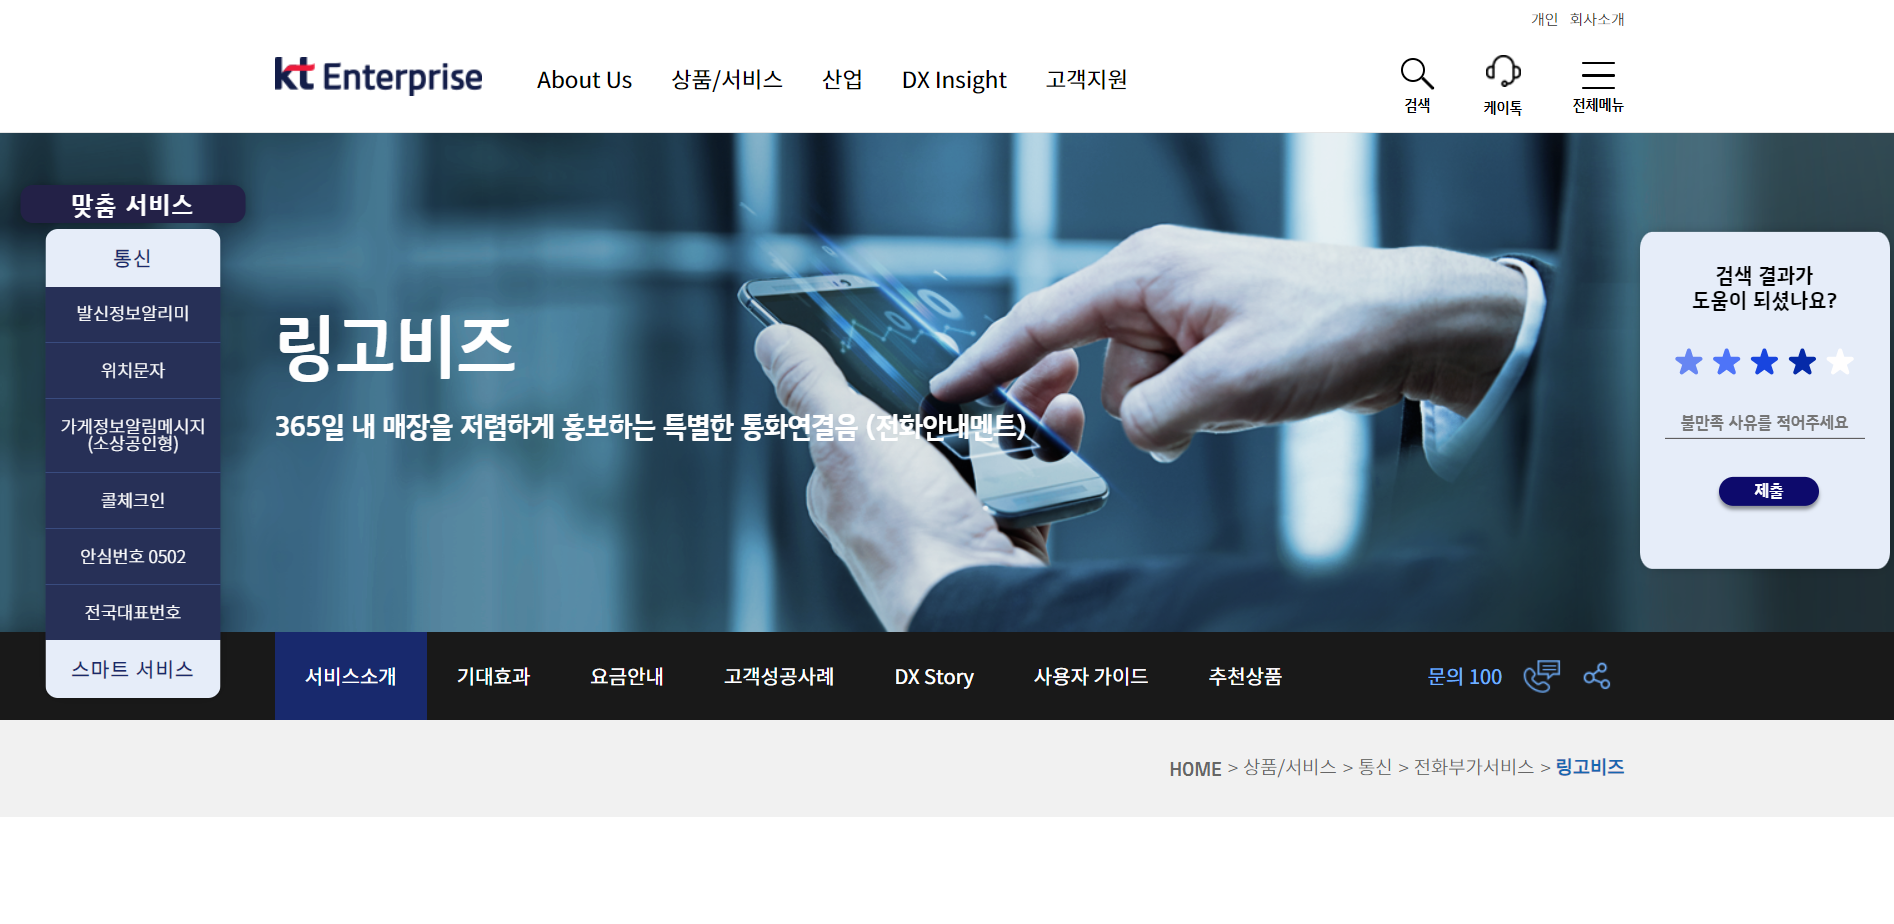 개인 회사소개
kt Enterprise
About Us 상품/서비스 산업 DX Insight 고객지원
검색 케이톡 전체메뉴
맞춤 서비스
통신
발신정보알리미
위치문자
가게정보알림메시지
(소상공인형)
콜체크인
안심번호 0502
전국대표번호
스마트 서비스
링고비즈
365일 내 매장을 저렴하게 홍보하는 특별한 통화연결음 (전화안내멘트)
검색 결과가
도움이 되셨나요?
불만족 사유를 적어주세요
제출
서비스소개 기대효과 요금안내 고객성공사례 DX Story 사용자 가이드 추천상품 문의 100
HOME > 상품/서비스 > 통신 > 전화부가서비스 > 링고비즈